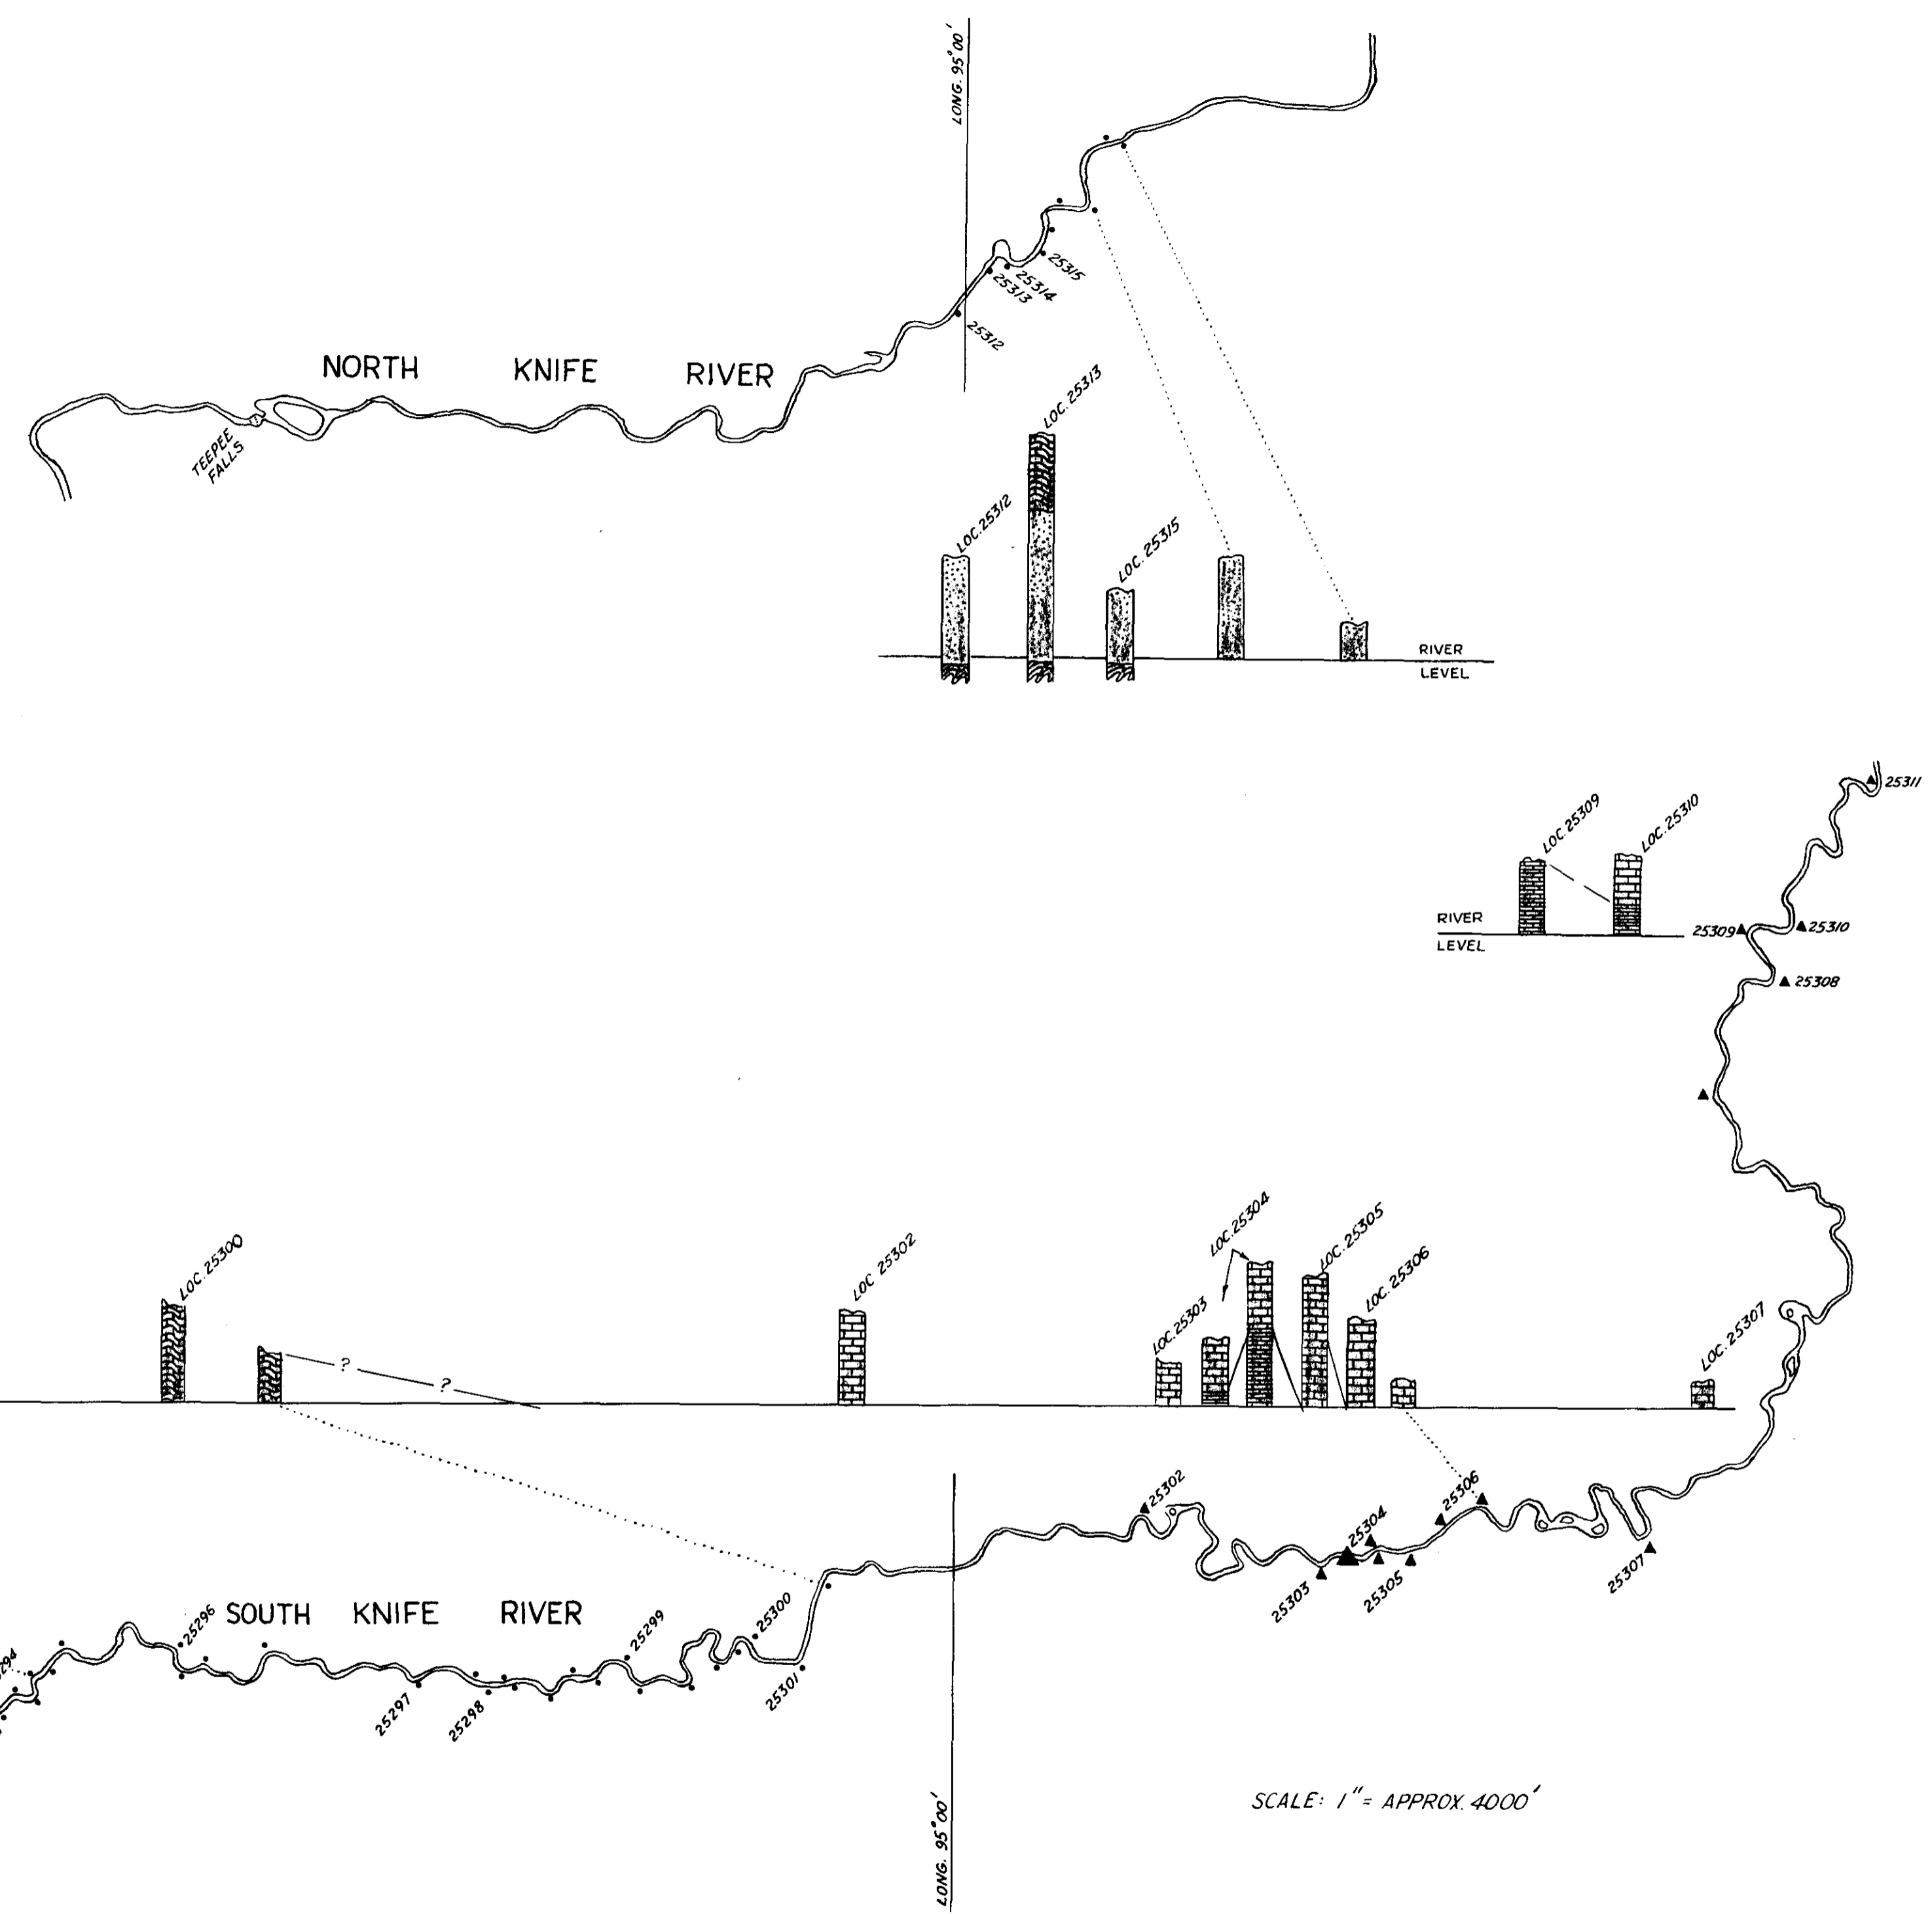 LONG. 95°00'
25315
25314
25313
25312
NORTH KNIFE RIVER
TEEPEE
FALLS
LOC. 25313
LOC. 25312
LOC. 25315
RIVER
LEVEL
25311
LOC. 25309
LOC. 25310
RIVER
LEVEL
25309
25310
25308
LOC. 25300
LOC 25302
LOC. 25303
LOC. 25304
LOC. 25305
LOC. 25306
LOC. 25307
?
?
25302
25306
25304
25303
25305
25307
SOUTH KNIFE RIVER
25296
25299
25300
294
25297
25298
25301
LONG. 95°00'
SCALE: 1" = APPROX. 4000'